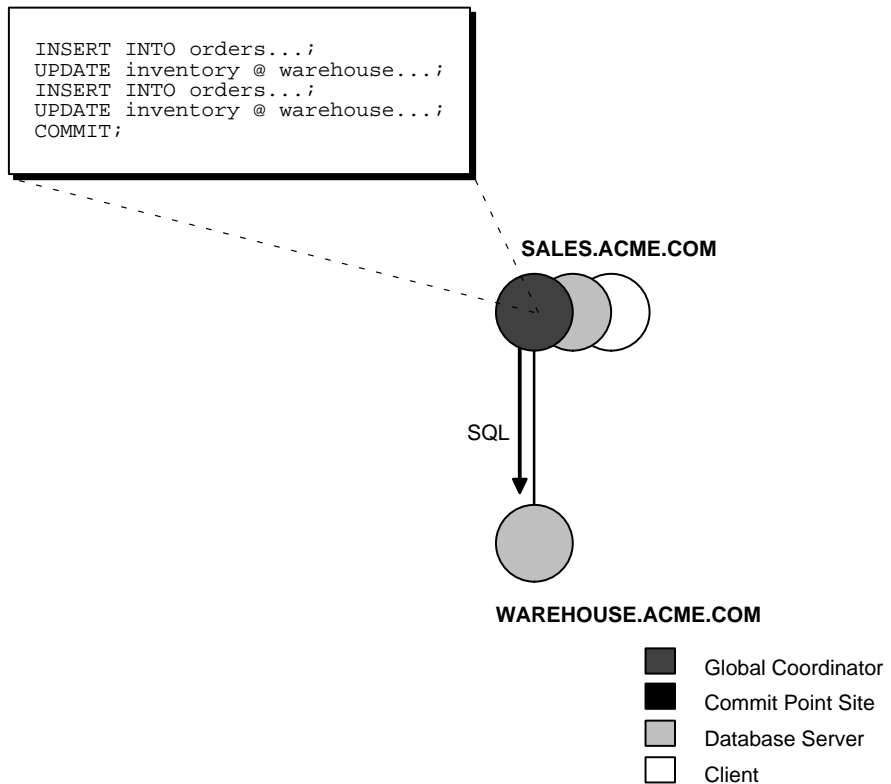 INSERT INTO orders...;
UPDATE inventory @ warehouse...;
INSERT INTO orders...;
UPDATE inventory @ warehouse...;
COMMIT;
SALES.ACME.COM
SQL
WAREHOUSE.ACME.COM
Global Coordinator
Commit Point Site
Database Server
Client